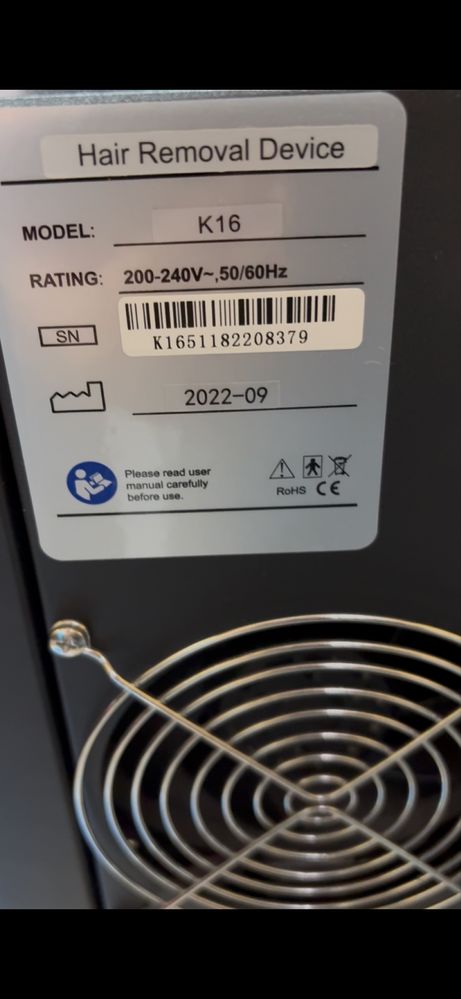 Hair Removal Device
MODEL: K16
RATING: 200-240V~,50/60Hz
SN
K1651182208379
2022-09
Please read user
manual carefully
before use.
RoHS CE